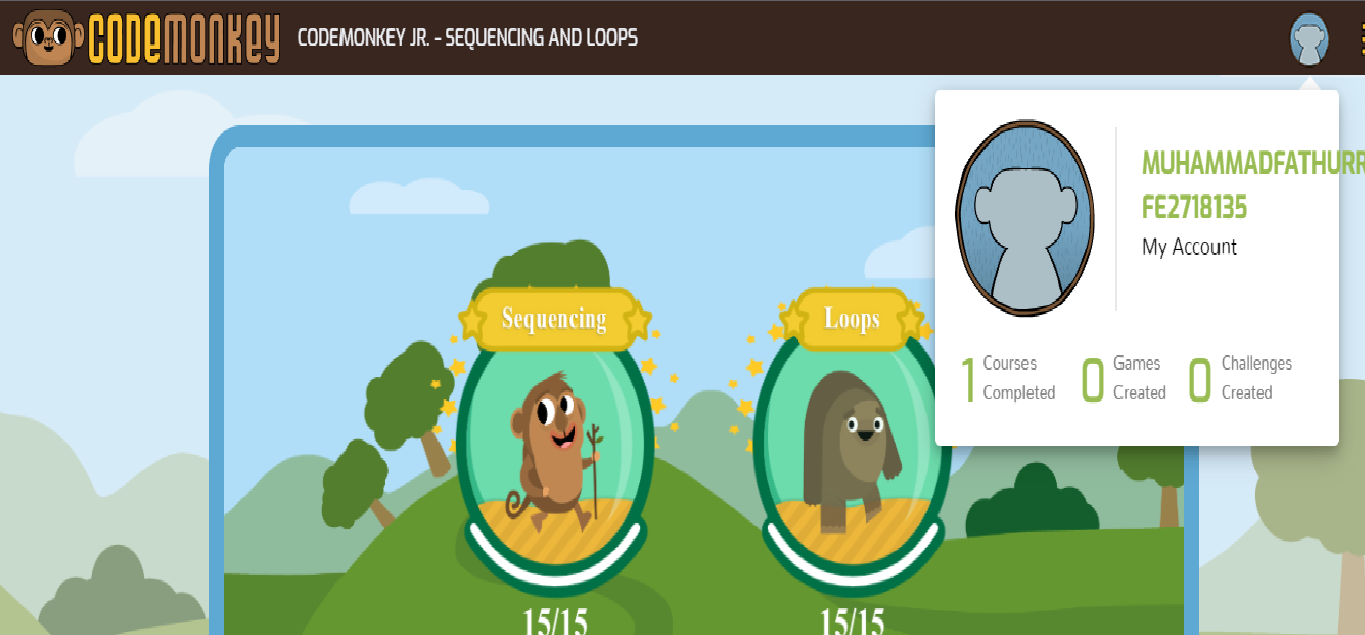 CODEMONKEY
CODEMONKEY JR. - SEQUENCING AND LOOPS
MUHAMMADFATHURR
FE2718135
My Account
1 Courses Completed
0 Games Created
0 Challenges Created
Sequencing
Loops
15/15
15/15